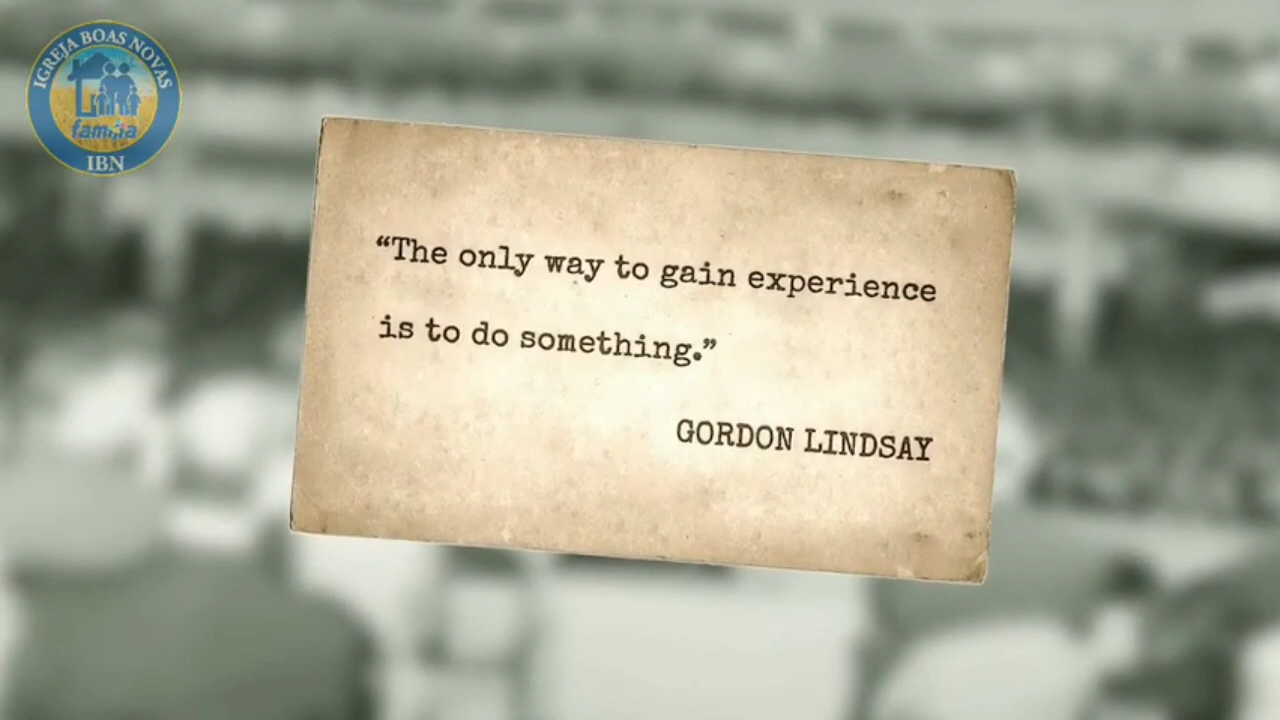 IGREJA BOAS NOVAS
família
IBN
“The only way to gain experience
is to do something.”
GORDON LINDSAY